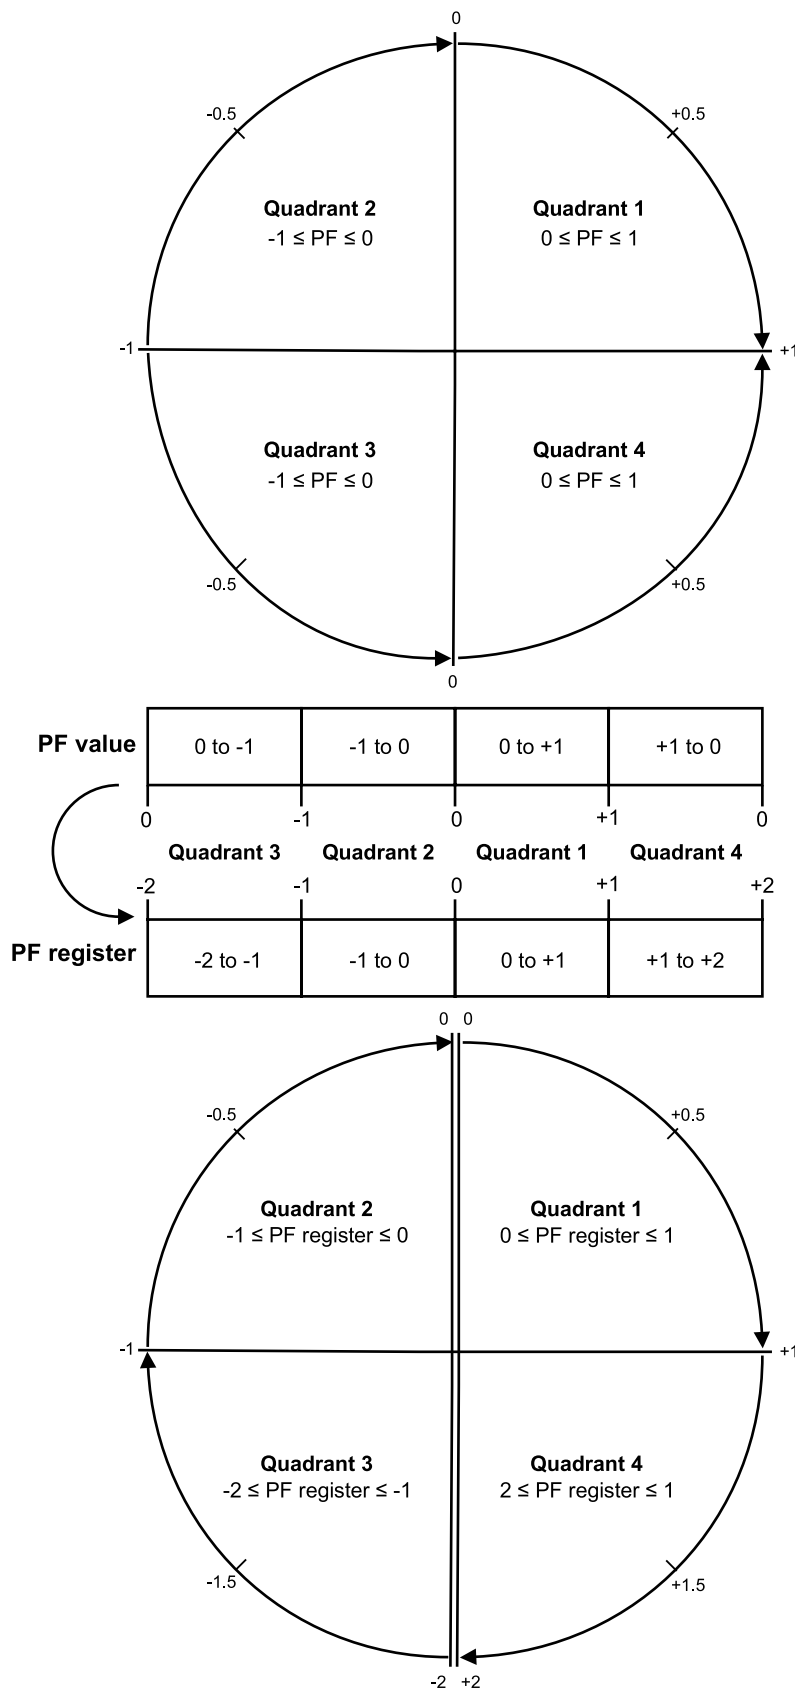 0
-0.5
+0.5
Quadrant 2
-1 ≤ PF ≤ 0
Quadrant 1
0 ≤ PF ≤ 1
-1
+1
Quadrant 3
-1 ≤ PF ≤ 0
Quadrant 4
0 ≤ PF ≤ 1
-0.5
+0.5
0
PF value
0 to -1
-1 to 0
0 to +1
+1 to 0
0
-1
0
+1
0
Quadrant 3
Quadrant 2
Quadrant 1
Quadrant 4
-2
-1
0
+1
+2
PF register
-2 to -1
-1 to 0
0 to +1
+1 to +2
0
0
-0.5
+0.5
Quadrant 2
-1 ≤ PF register ≤ 0
Quadrant 1
0 ≤ PF register ≤ 1
-1
+1
Quadrant 3
-2 ≤ PF register ≤ -1
Quadrant 4
2 ≤ PF register ≤ 1
-1.5
+1.5
-2
+2